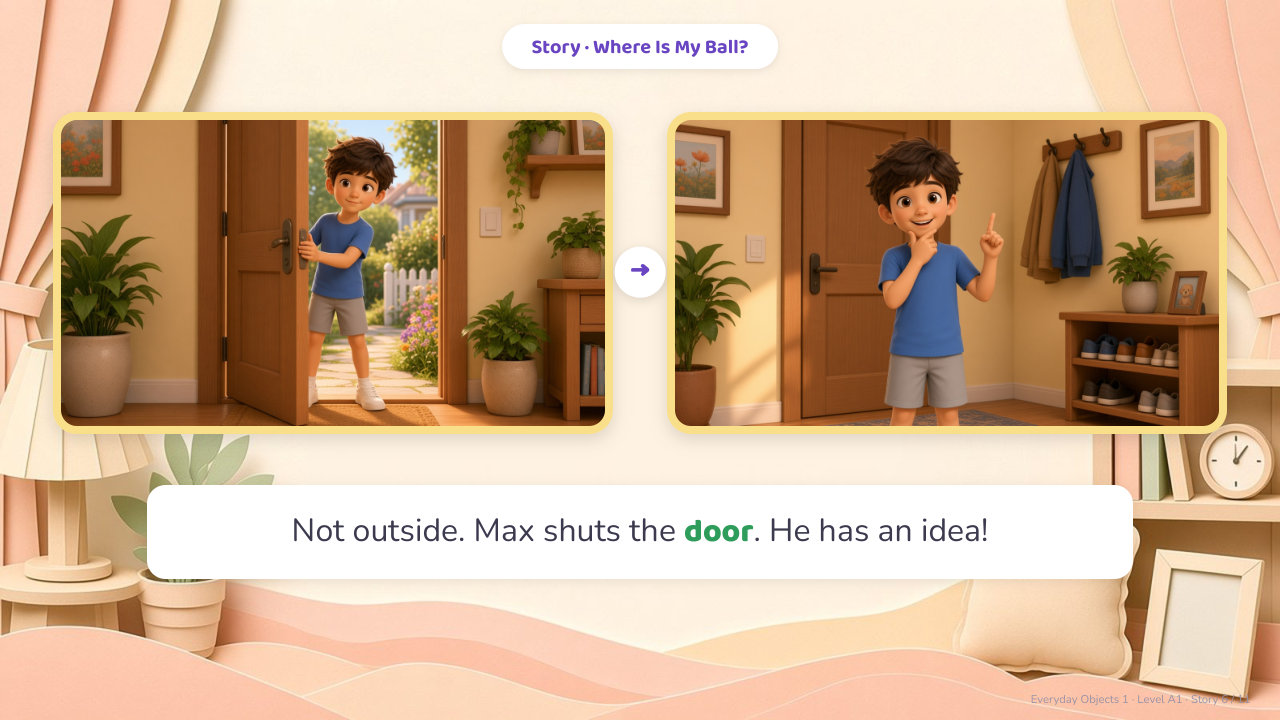 Story · Where Is My Ball?
➜
Not outside. Max shuts the door. He has an idea!
Everyday Objects 1 · Level A1 · Story 6 /